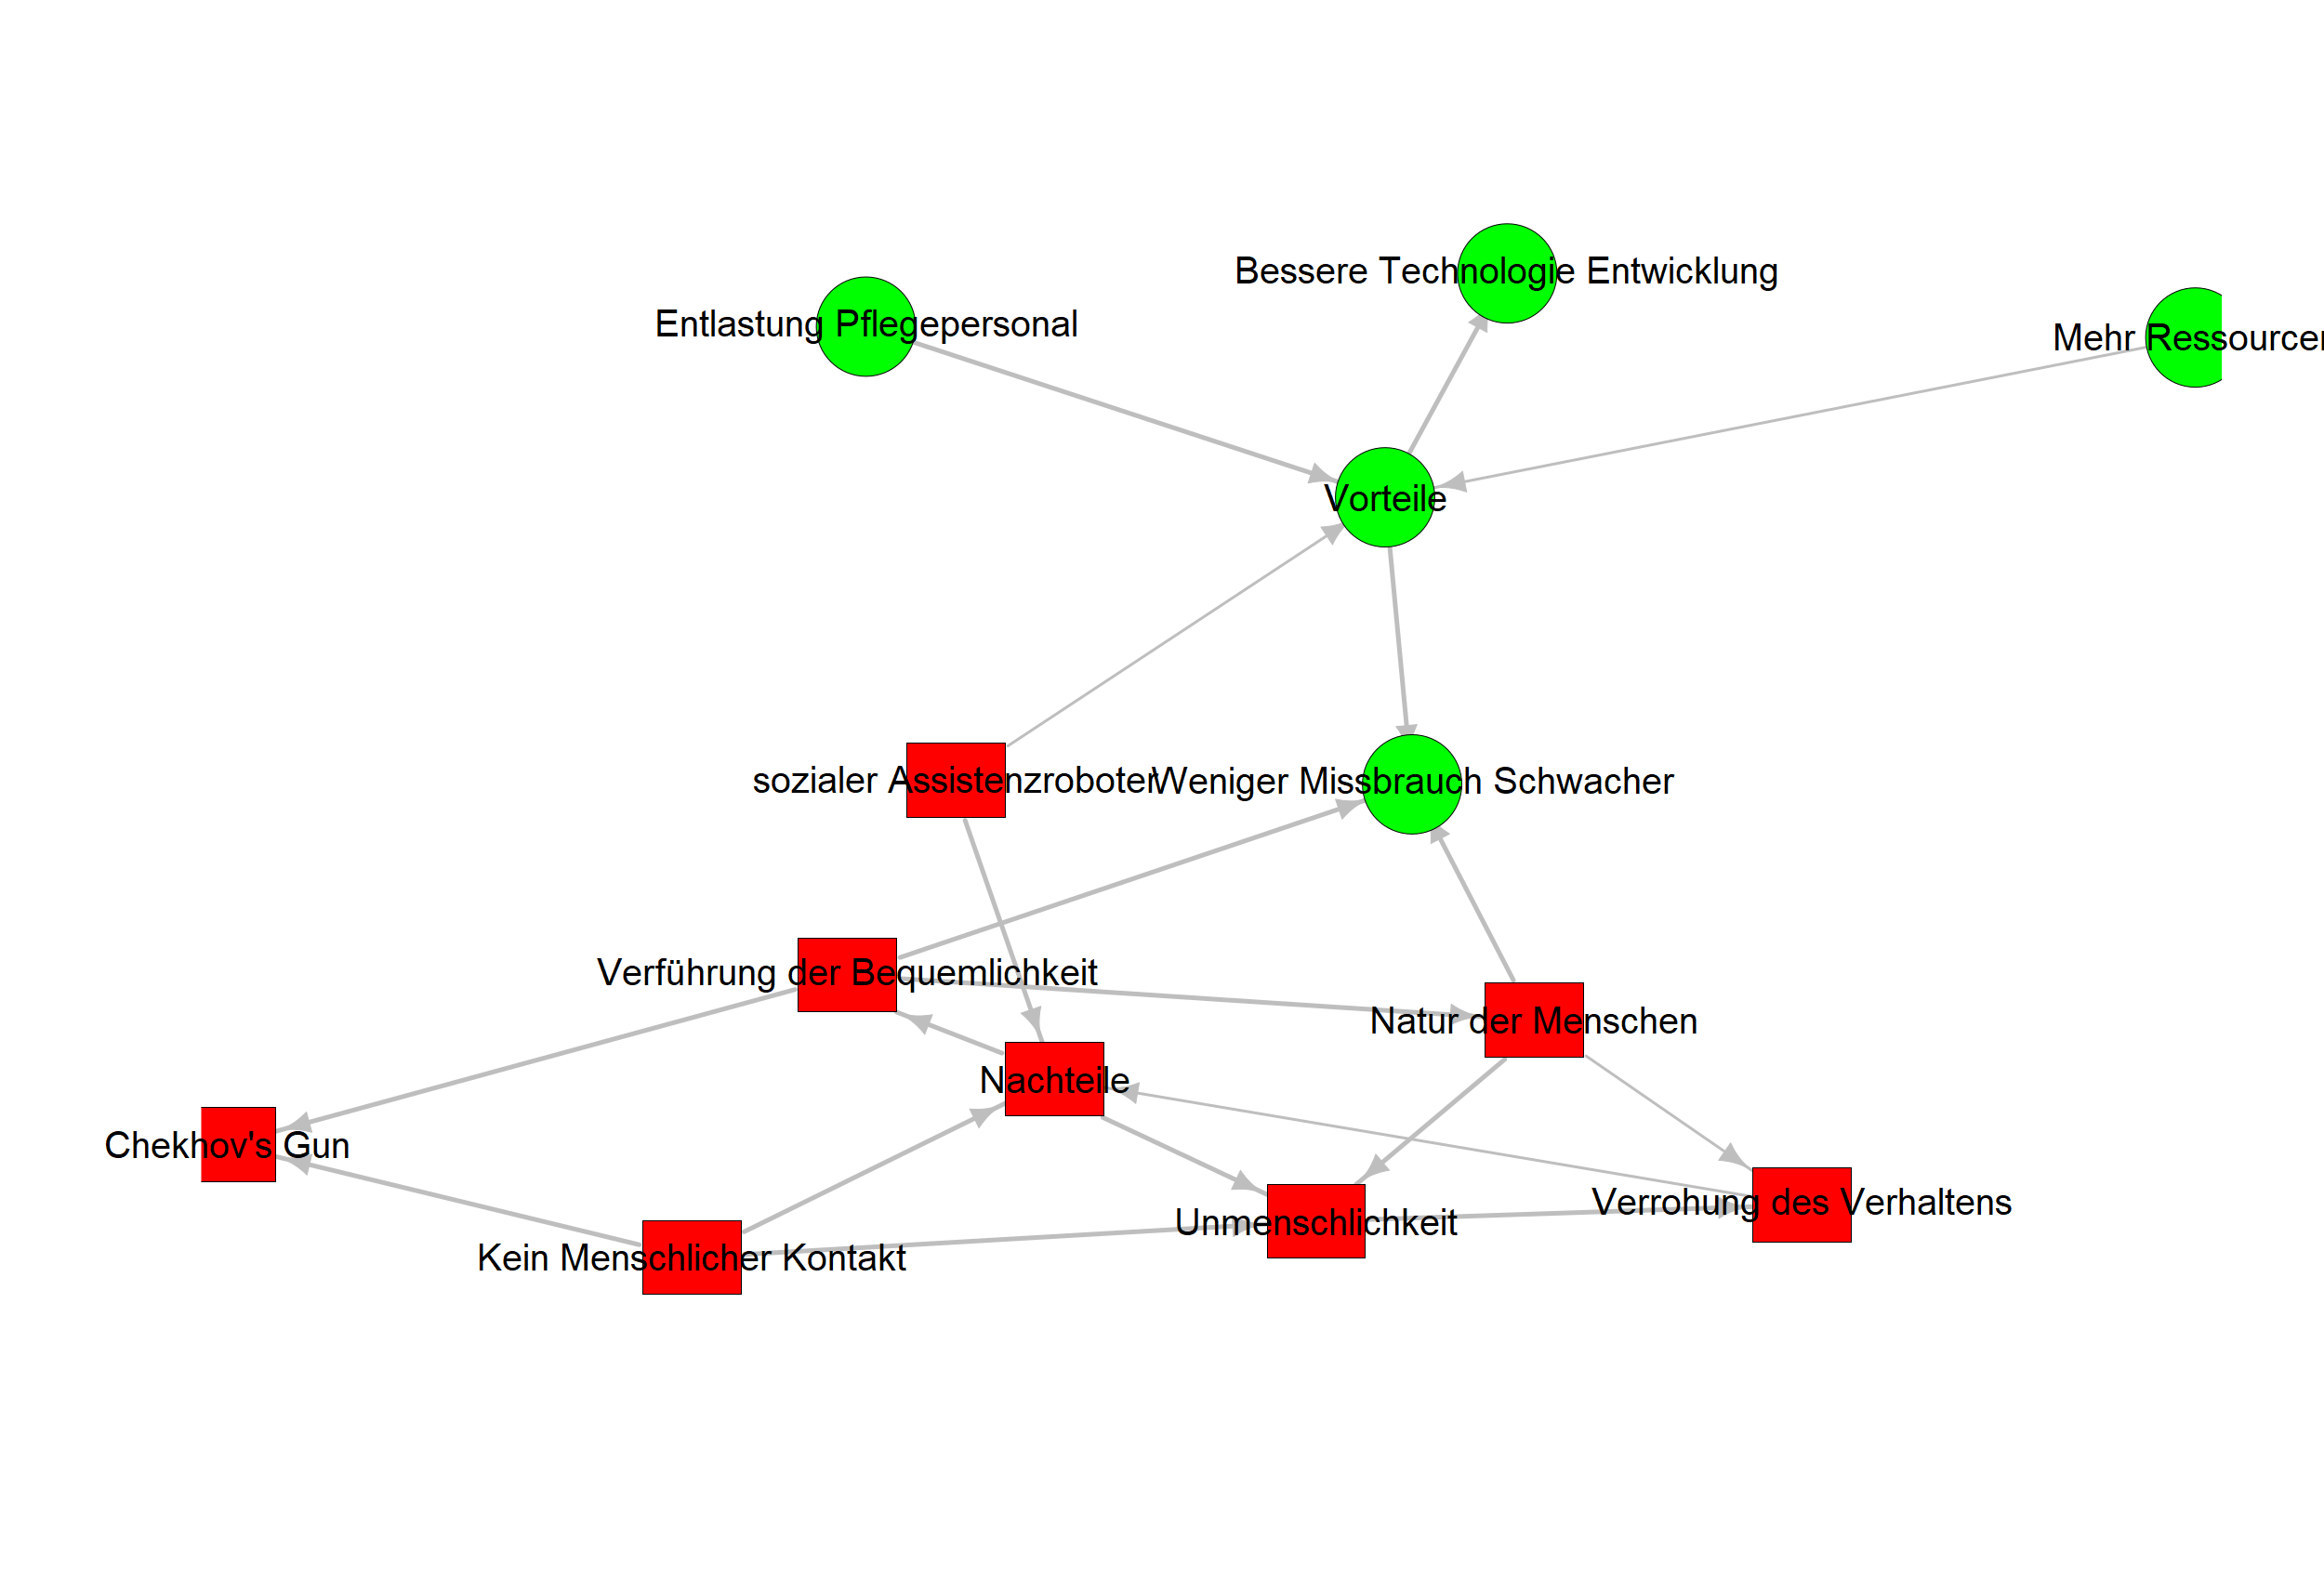 Bessere Technologie Entwicklung
Entlastung Pflegepersonal
Mehr Ressourcen
Vorteile
sozialer Assistenzroboter
Weniger Missbrauch Schwacher
Verführung der Bequemlichkeit
Natur der Menschen
Nachteile
Chekhov's Gun
Verrohung des Verhaltens
Unmenschlichkeit
Kein Menschlicher Kontakt